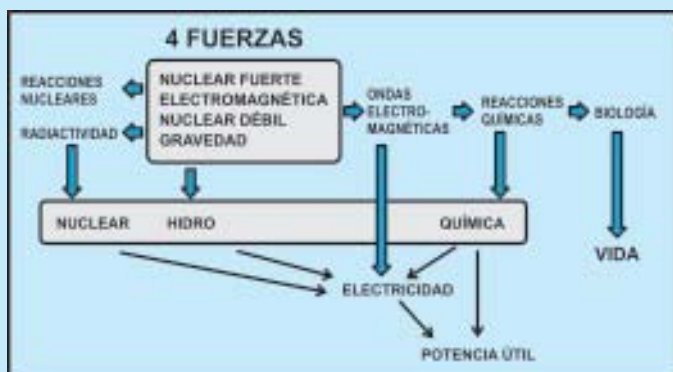 4 FUERZAS
REACCIONES
NUCLEARES
RADIACTIVIDAD
NUCLEAR FUERTE
ELECTROMAGNÉTICA
NUCLEAR DÉBIL
GRAVEDAD
ONDAS
ELECTRO-
MAGNÉTICAS
REACCIONES
QUÍMICAS
BIOLOGÍA
NUCLEAR
HIDRO
QUÍMICA
VIDA
ELECTRICIDAD
POTENCIA ÚTIL